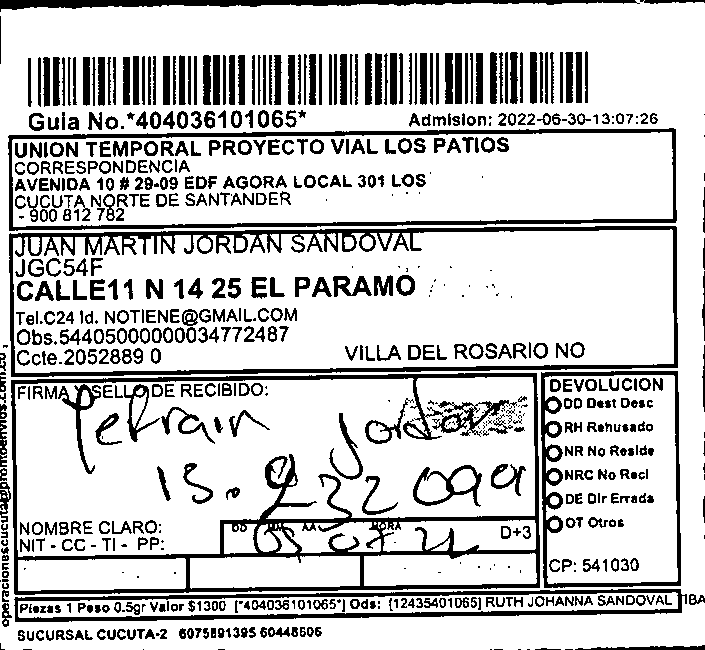 Guia No.*404036101065*
Admision: 2022-06-30-13:07:26
UNION TEMPORAL PROYECTO VIAL LOS PATIOS
CORRESPONDENCIA
AVENIDA 10 # 29-09 EDF AGORA LOCAL 301 LOS
CUCUTA NORTE DE SANTANDER
- 900 812 782
JUAN MARTIN JORDAN SANDOVAL
JGC54F
CALLE11 N 14 25 EL PARAMO
Tel.C24 Id. NOTIENE@GMAIL.COM
Obs.54405000000034772487
Ccte.2052889 0
VILLA DEL ROSARIO NO
FIRMA Y SELLO DE RECIBIDO:
Jordan
DEVOLUCION
DD Dest Desc
RH Rehusado
NR No Reside
NRC No Recl
DE Dir Errada
OT Otros
CP: 541030
NOMBRE CLARO:
NIT - CC - TI - PP:
DD MM AA HORA
D+3
Piezas 1 Peso 0.5gr Valor $1300 [*404036101065*] Ods: {12435401065} RUTH JOHANNA SANDOVAL TIBA
SUCURSAL CUCUTA-2 6075891395 60448606
operacionescucuta@prontoenvios.com.co,